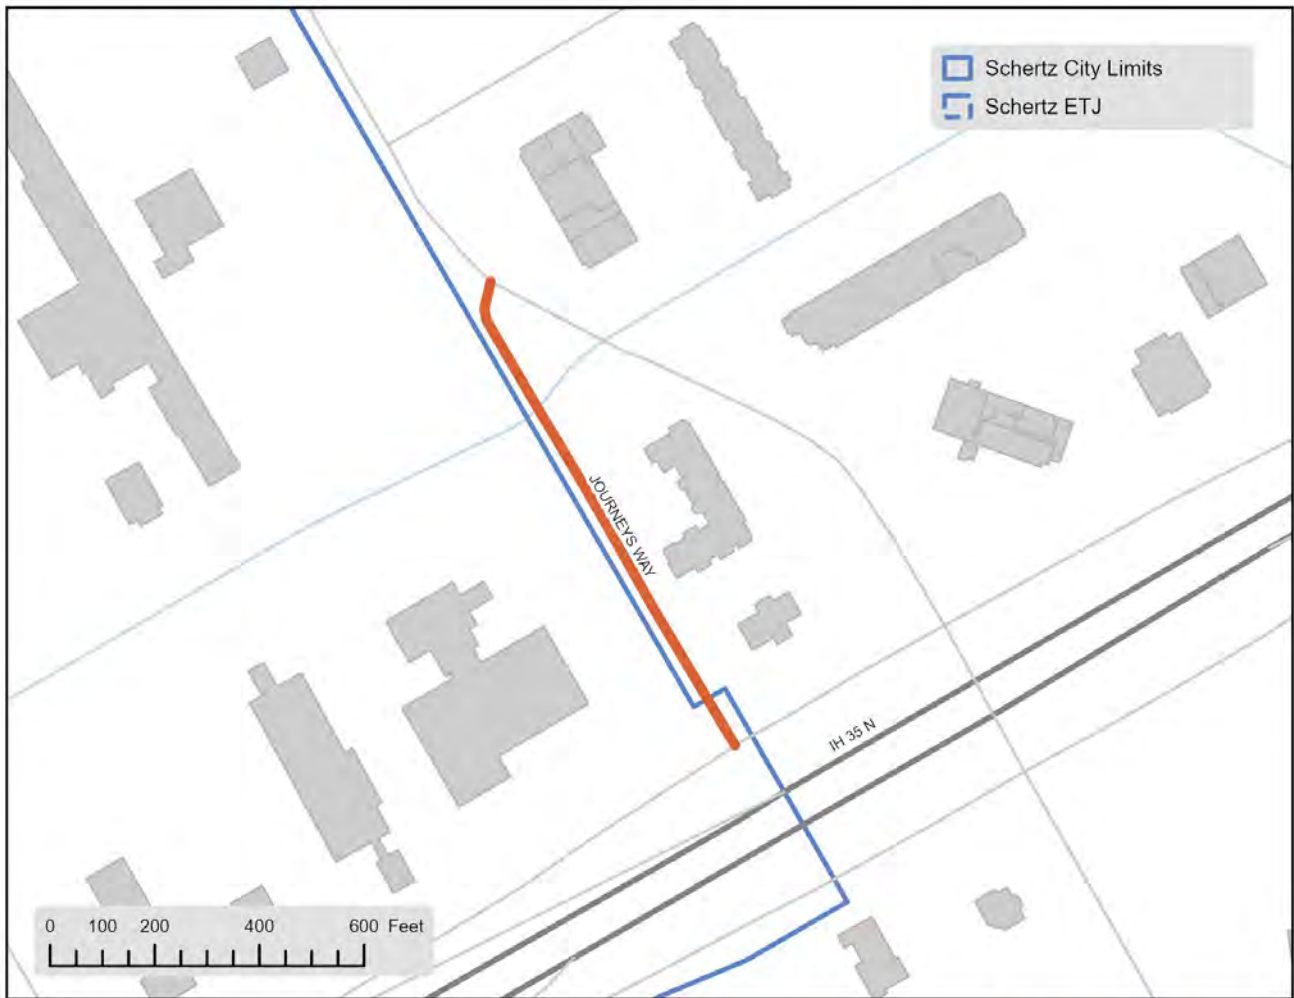 Schertz City Limits
Schertz ETJ
JOURNEYS WAY
IH 35 N
0 100 200 400 600 Feet